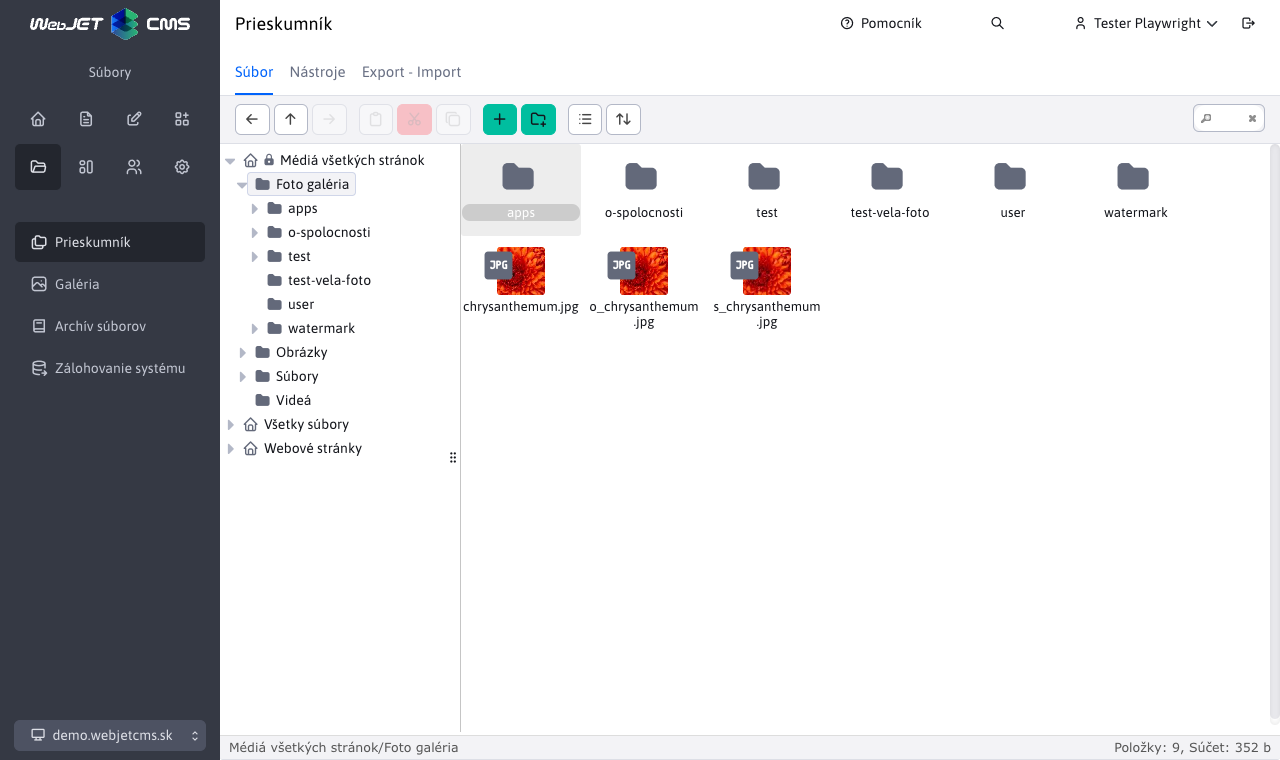 WebJET CMS
Prieskumník
Pomocník
Tester Playwright
Súbory
Súbor
Nástroje
Export - Import
Prieskumník
Galéria
Archív súborov
Zálohovanie systému
demo.webjetcms.sk
Médiá všetkých stránok
Foto galéria
apps
o-spolocnosti
test
test-vela-foto
user
watermark
Obrázky
Súbory
Videá
Všetky súbory
Webové stránky
apps
o-spolocnosti
test
test-vela-foto
user
watermark
JPG
JPG
JPG
chrysanthemum.jpg
o_chrysanthemum
.jpg
s_chrysanthemum
.jpg
Médiá všetkých stránok/Foto galéria
Položky: 9, Súčet: 352 b